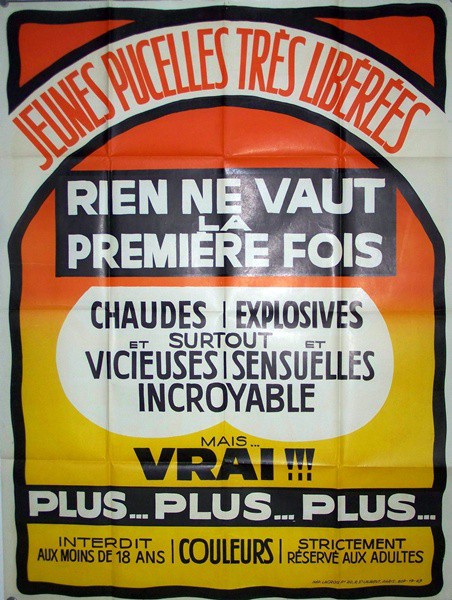 JEUNES PUCELLES TRÈS LIBÉRÉES
RIEN NE VAUT
LA
PREMIÈRE FOIS
CHAUDES | EXPLOSIVES
ET SURTOUT ET
VICIEUSES | SENSUELLES
INCROYABLE
MAIS...
VRAI!!!
PLUS... PLUS... PLUS...
INTERDIT
AUX MOINS DE 18 ANS
COULEURS
STRICTEMENT
RÉSERVÉ AUX ADULTES